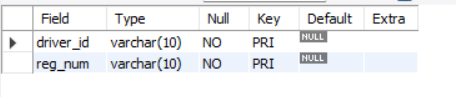 Field Type Null Key Default Extra
driver_id varchar(10) NO PRI NULL
reg_num varchar(10) NO PRI NULL